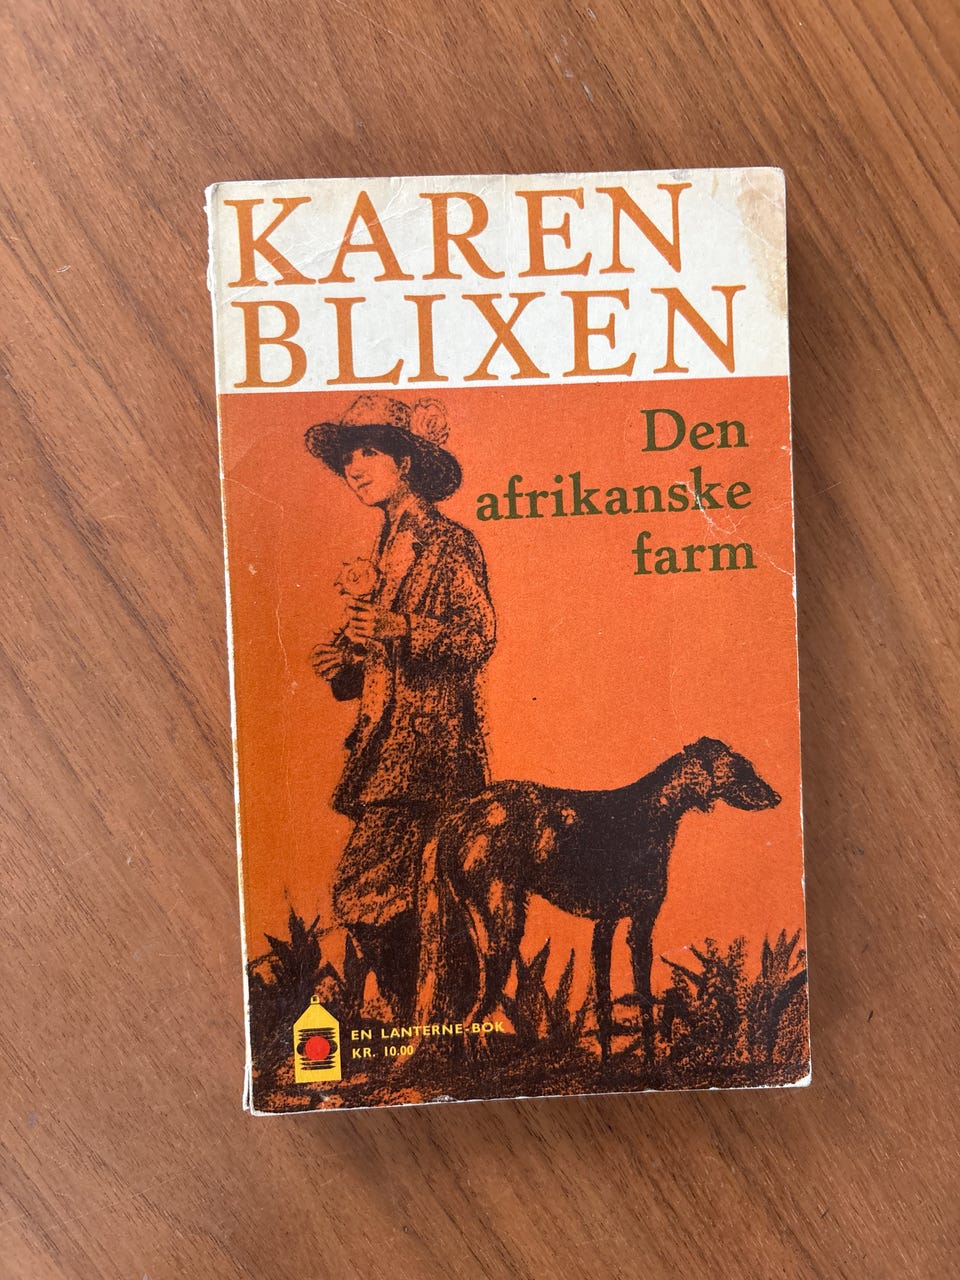 KAREN
BLIXEN
Den
afrikanske
farm
EN LANTERNE-BOK
KR. 10.00